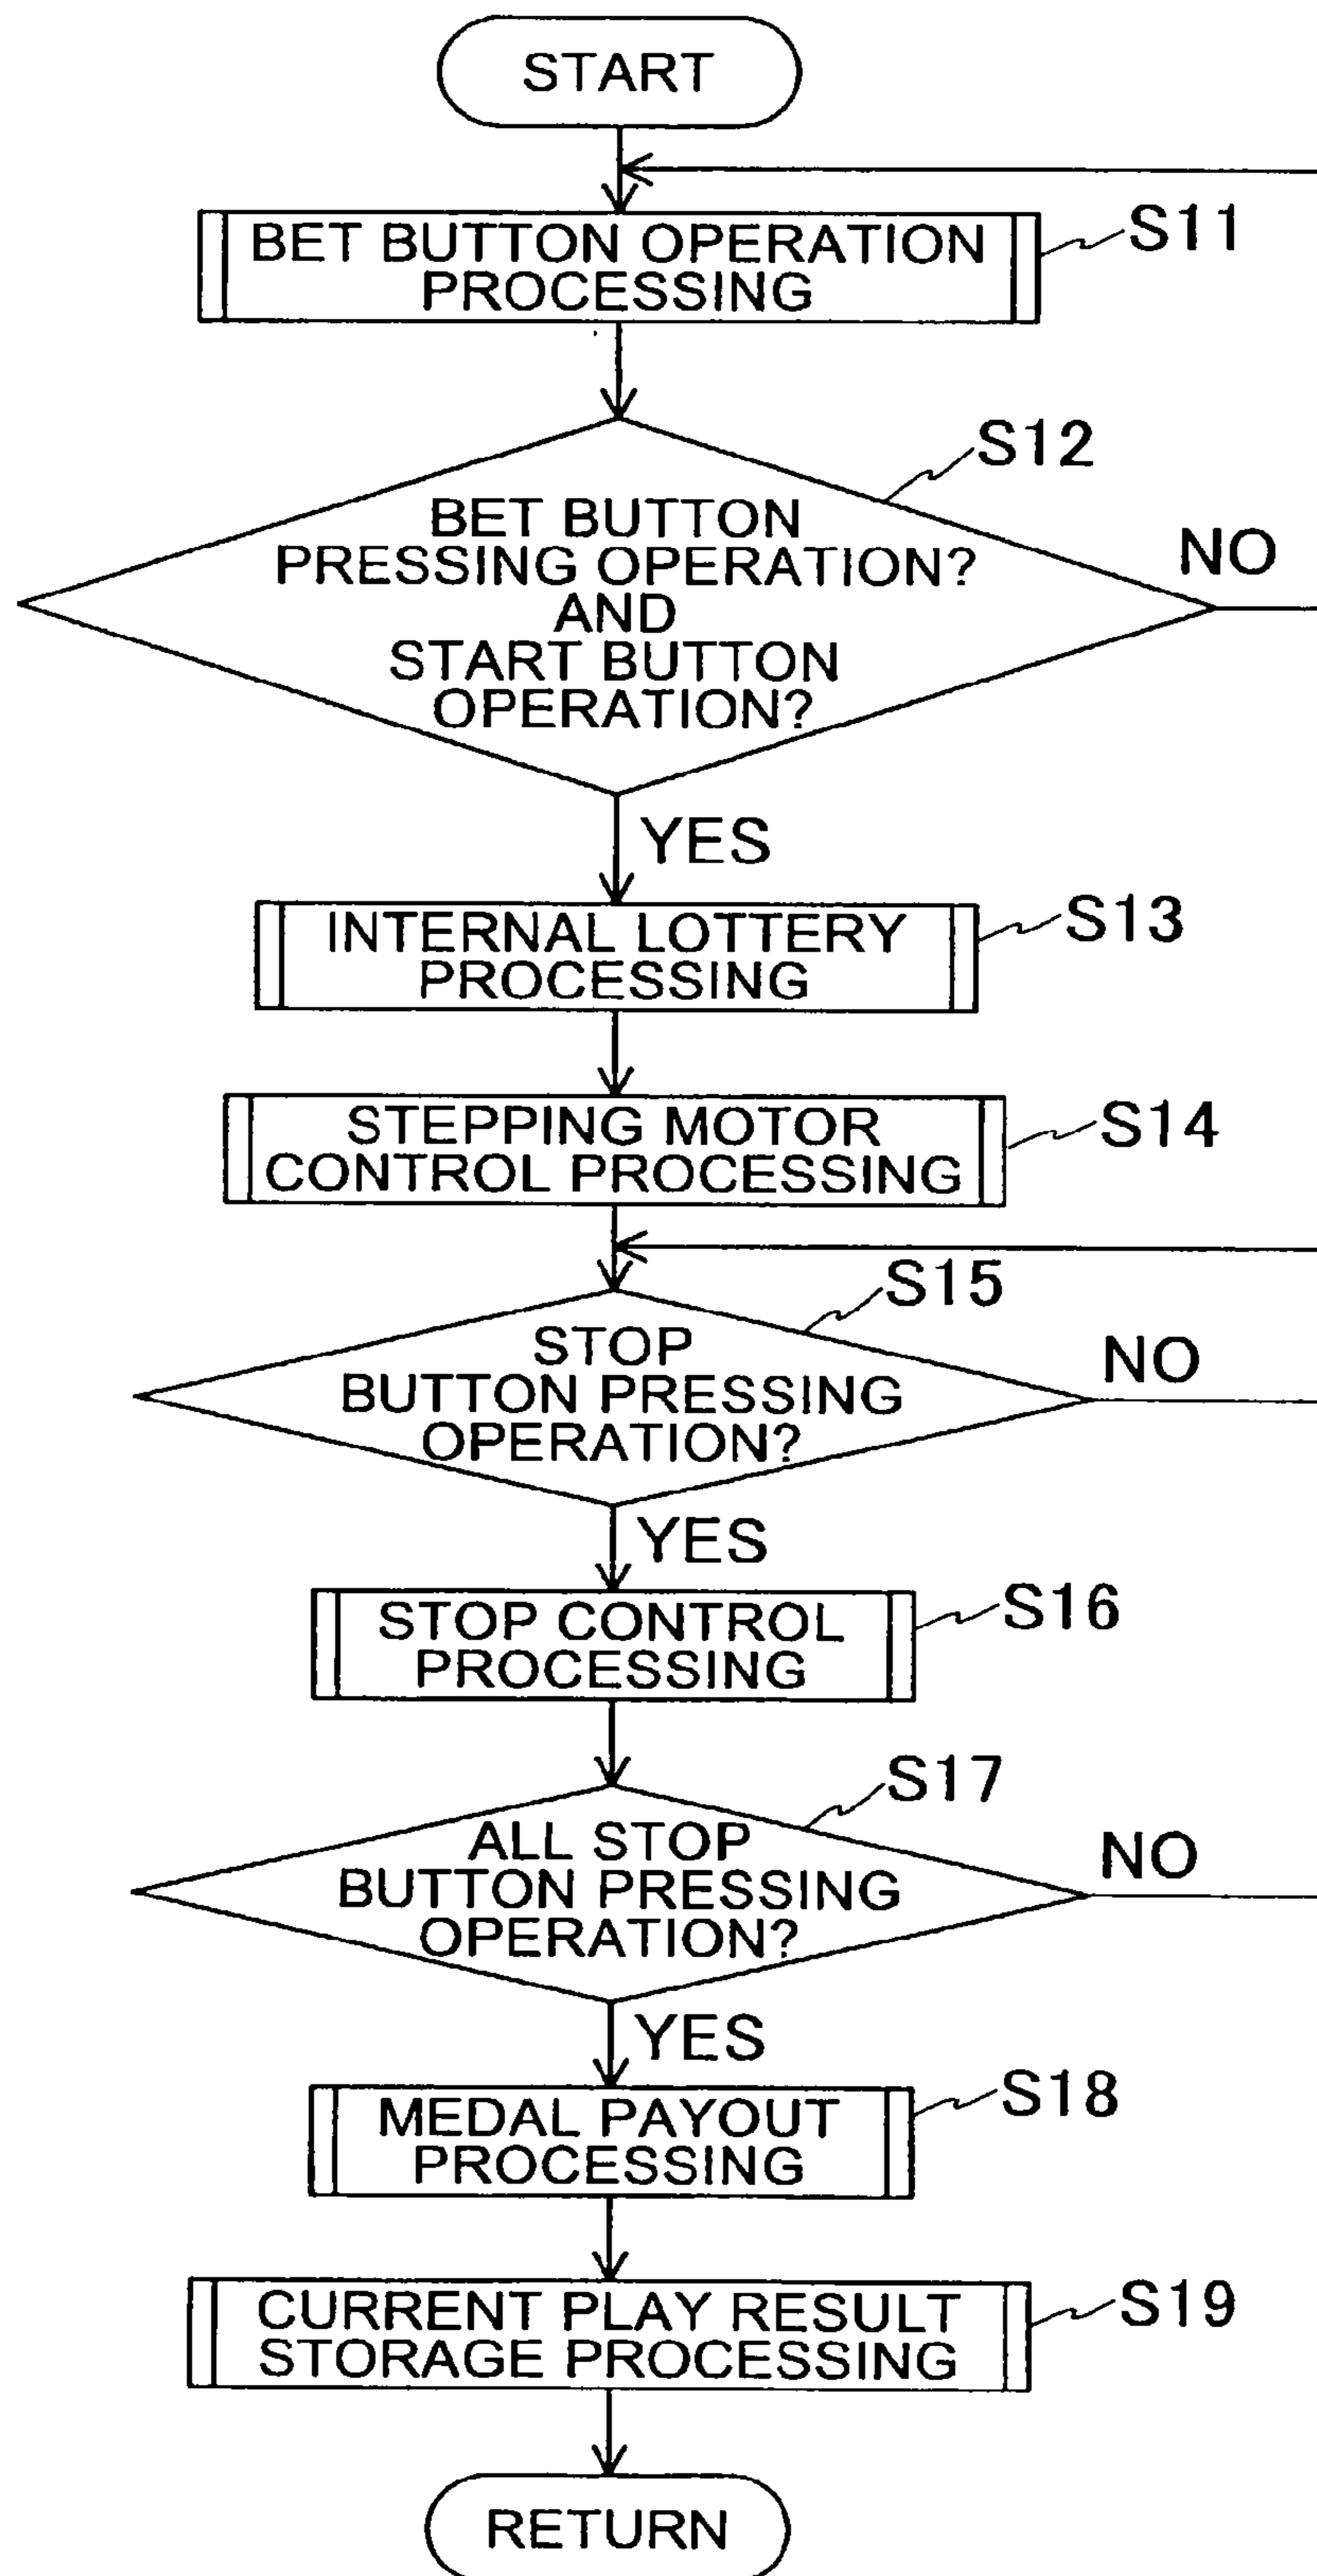 START
BET BUTTON OPERATION
PROCESSING
S11
S12
BET BUTTON
PRESSING OPERATION?
AND
START BUTTON
OPERATION?
NO
YES
INTERNAL LOTTERY
PROCESSING
S13
STEPPING MOTOR
CONTROL PROCESSING
S14
S15
STOP
BUTTON PRESSING
OPERATION?
NO
YES
STOP CONTROL
PROCESSING
S16
S17
ALL STOP
BUTTON PRESSING
OPERATION?
NO
YES
MEDAL PAYOUT
PROCESSING
S18
CURRENT PLAY RESULT
STORAGE PROCESSING
S19
RETURN